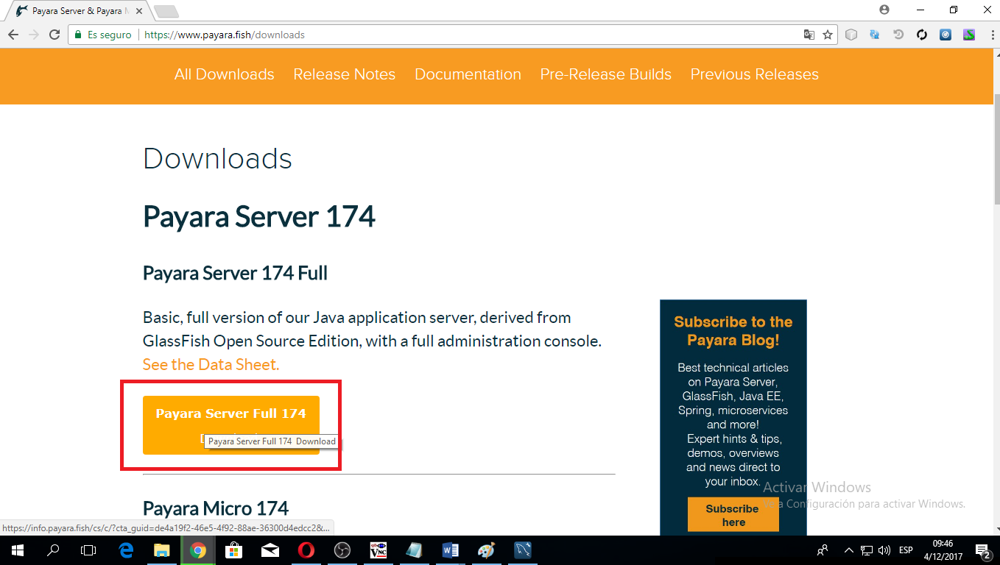 Payara Server & Payara M
Es seguro
https://www.payara.fish/downloads
All Downloads Release Notes Documentation Pre-Release Builds Previous Releases
Downloads
Payara Server 174
Payara Server 174 Full
Basic, full version of our Java application server, derived from
GlassFish Open Source Edition, with a full administration console.
See the Data Sheet.
Payara Server Full 174
Payara Server Full 174 Download
Payara Micro 174
Subscribe to the
Payara Blog!
Best technical articles
on Payara Server,
GlassFish, Java EE,
Spring, microservices
and more!
Expert hints & tips,
demos, overviews
and news direct to
your inbox.
Subscribe
here
Activar Windows
a Configuración para activar Windows.
https://info.payara.fish/cs/c/?cta_guid=de4a19f2-46e5-4f92-88ae-36300d4edcc2&...
VNC
ESP
09:46
4/12/2017
2